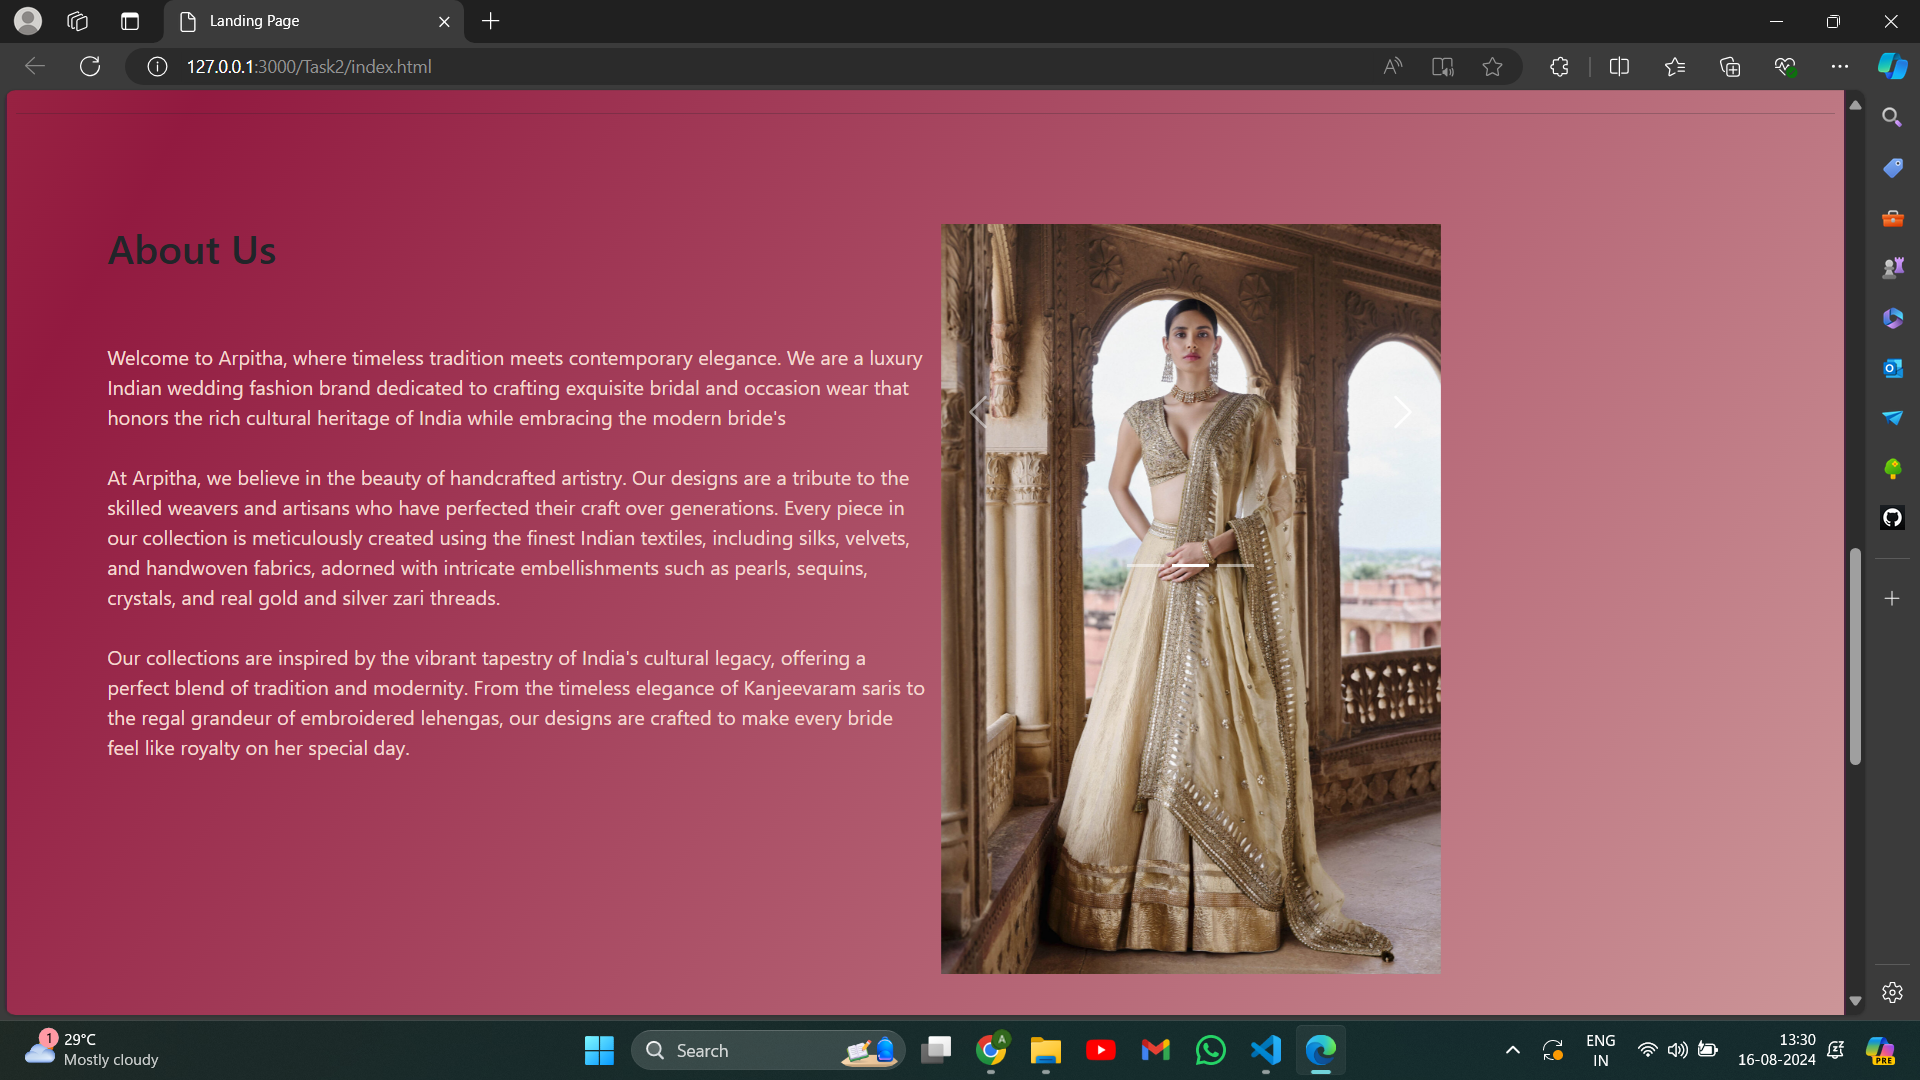 Landing Page
127.0.0.1:3000/Task2/index.html
About Us
Welcome to Arpitha, where timeless tradition meets contemporary elegance. We are a luxury
Indian wedding fashion brand dedicated to crafting exquisite bridal and occasion wear that
honors the rich cultural heritage of India while embracing the modern bride's
At Arpitha, we believe in the beauty of handcrafted artistry. Our designs are a tribute to the
skilled weavers and artisans who have perfected their craft over generations. Every piece in
our collection is meticulously created using the finest Indian textiles, including silks, velvets,
and handwoven fabrics, adorned with intricate embellishments such as pearls, sequins,
crystals, and real gold and silver zari threads.
Our collections are inspired by the vibrant tapestry of India's cultural legacy, offering a
perfect blend of tradition and modernity. From the timeless elegance of Kanjeevaram saris to
the regal grandeur of embroidered lehengas, our designs are crafted to make every bride
feel like royalty on her special day.
1
29°C
Mostly cloudy
Search
A
ENG
IN
13:30
16-08-2024
PRE